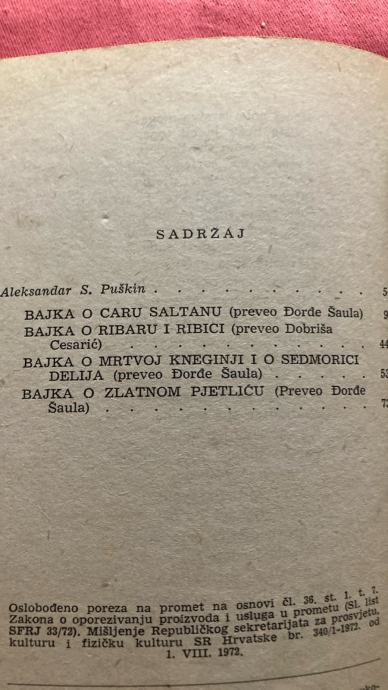 SADRŽAJ
Aleksandar S. Puškin . . . . . . . . . . 5
BAJKA O CARU SALTANU (preveo Đorđe Šaula) 9
BAJKA O RIBARU I RIBICI (preveo Dobriša
Cesarić) . . . . . . . . . . . . 44
BAJKA O MRTVOJ KNEGINJI I O SEDMORICI
DELIJA (preveo Đorđe Šaula) . . . . . 53
BAJKA O ZLATNOM PJETLIĆU (Preveo Đorđe
Šaula) . . . . . . . . . . . . .
Oslobođeno poreza na promet na osnovi čl. 36. st. 1. t. 7.
Zakona o oporezivanju proizvoda i usluga u prometu (Sl. list
SFRJ 33/72). Mišljenje Republičkog sekretarijata za prosvjetu,
kulturu i fizičku kulturu SR Hrvatske br. 340/1-1972. od
1. VIII. 1972.